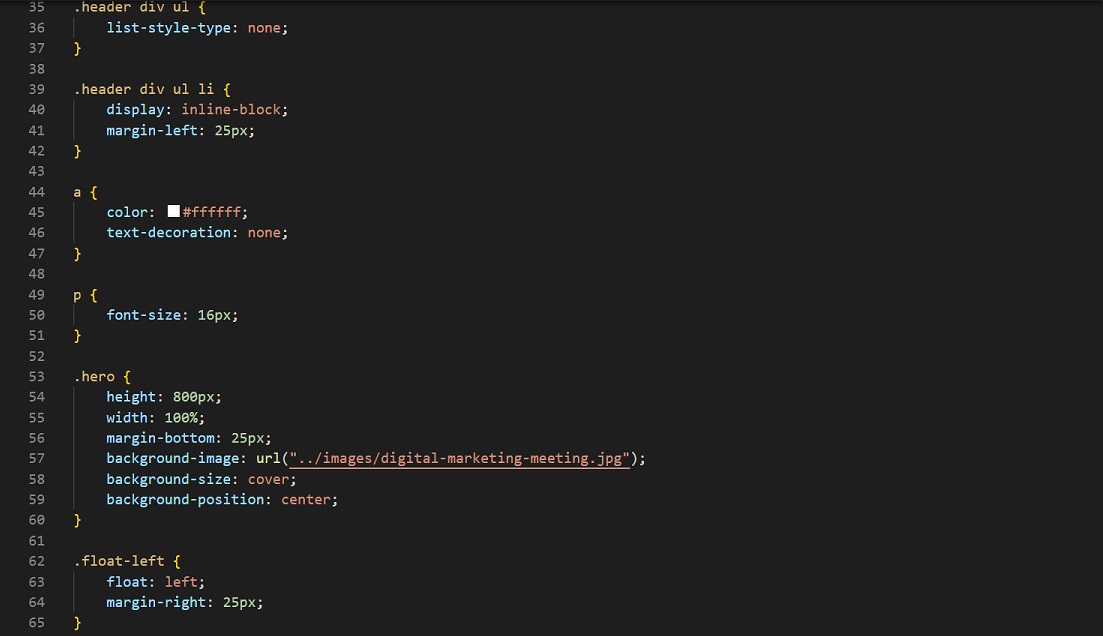 35 .header div ul {
36     list-style-type: none;
37 }
38
39 .header div ul li {
40     display: inline-block;
41     margin-left: 25px;
42 }
43
44 a {
45     color: #ffffff;
46     text-decoration: none;
47 }
48
49 p {
50     font-size: 16px;
51 }
52
53 .hero {
54     height: 800px;
55     width: 100%;
56     margin-bottom: 25px;
57     background-image: url("../images/digital-marketing-meeting.jpg");
58     background-size: cover;
59     background-position: center;
60 }
61
62 .float-left {
63     float: left;
64     margin-right: 25px;
65 }